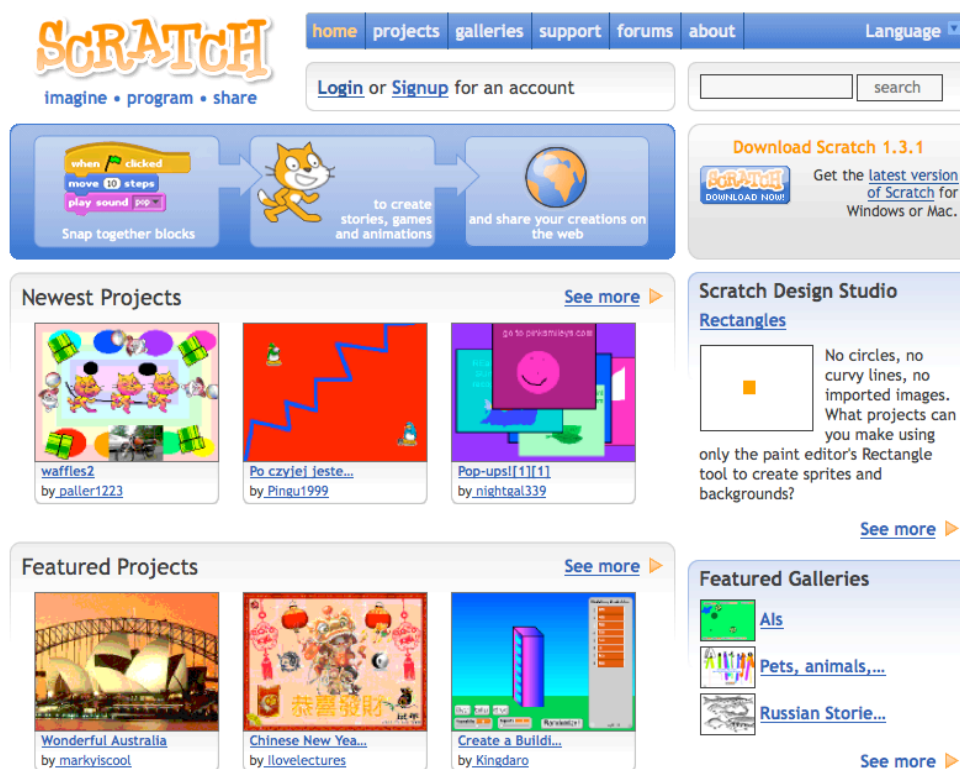 SCRATCH
imagine • program • share
home projects galleries support forums about Language
Login or Signup for an account
search
when clicked
move 10 steps
play sound pop
Snap together blocks
to create
stories, games
and animations
and share your creations on
the web
Download Scratch 1.3.1
SCRATCH
DOWNLOAD NOW!
Get the latest version
of Scratch for
Windows or Mac.
Newest Projects
See more
go to pinksmileys.com
waffles2
by paller1223
Po czyjej jeste...
by Pingu1999
Pop-ups![1][1]
by nightgal339
Scratch Design Studio
Rectangles
No circles, no
curvy lines, no
imported images.
What projects can
you make using
only the paint editor's Rectangle
tool to create sprites and
backgrounds?
See more
Featured Projects
See more
恭喜發財
Randomize!
Wonderful Australia
by markyiscool
Chinese New Yea...
by Ilovelectures
Create a Buildi...
by Kingdaro
Featured Galleries
AIs
Pets, animals,...
Russian Storie...
See more